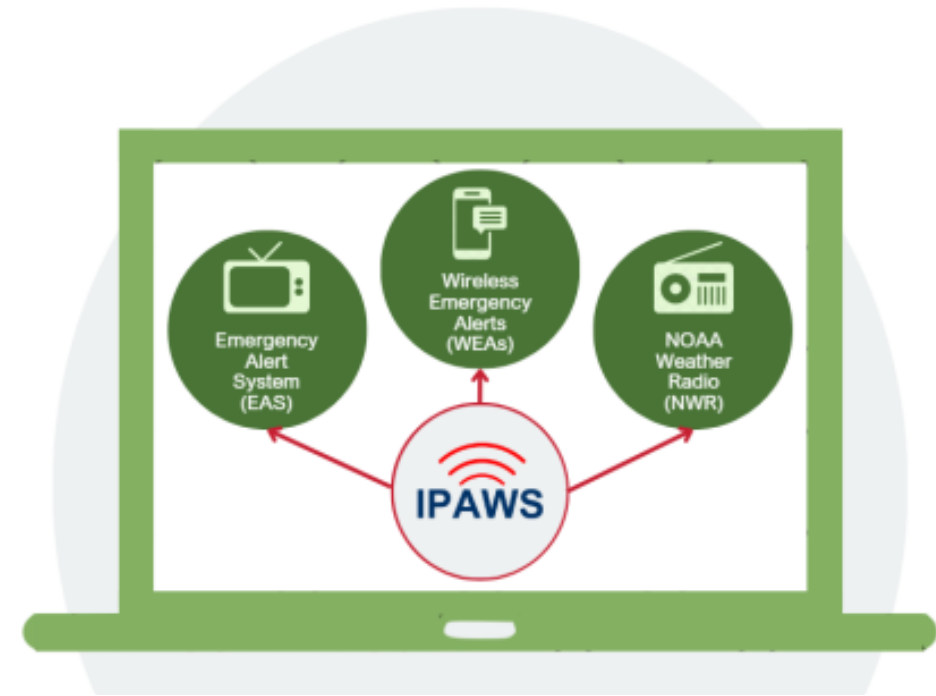 Wireless
Emergency
Alerts
(WEAs)
Emergency
Alert
System
(EAS)
NOAA
Weather
Radio
(NWR)
IPAWS